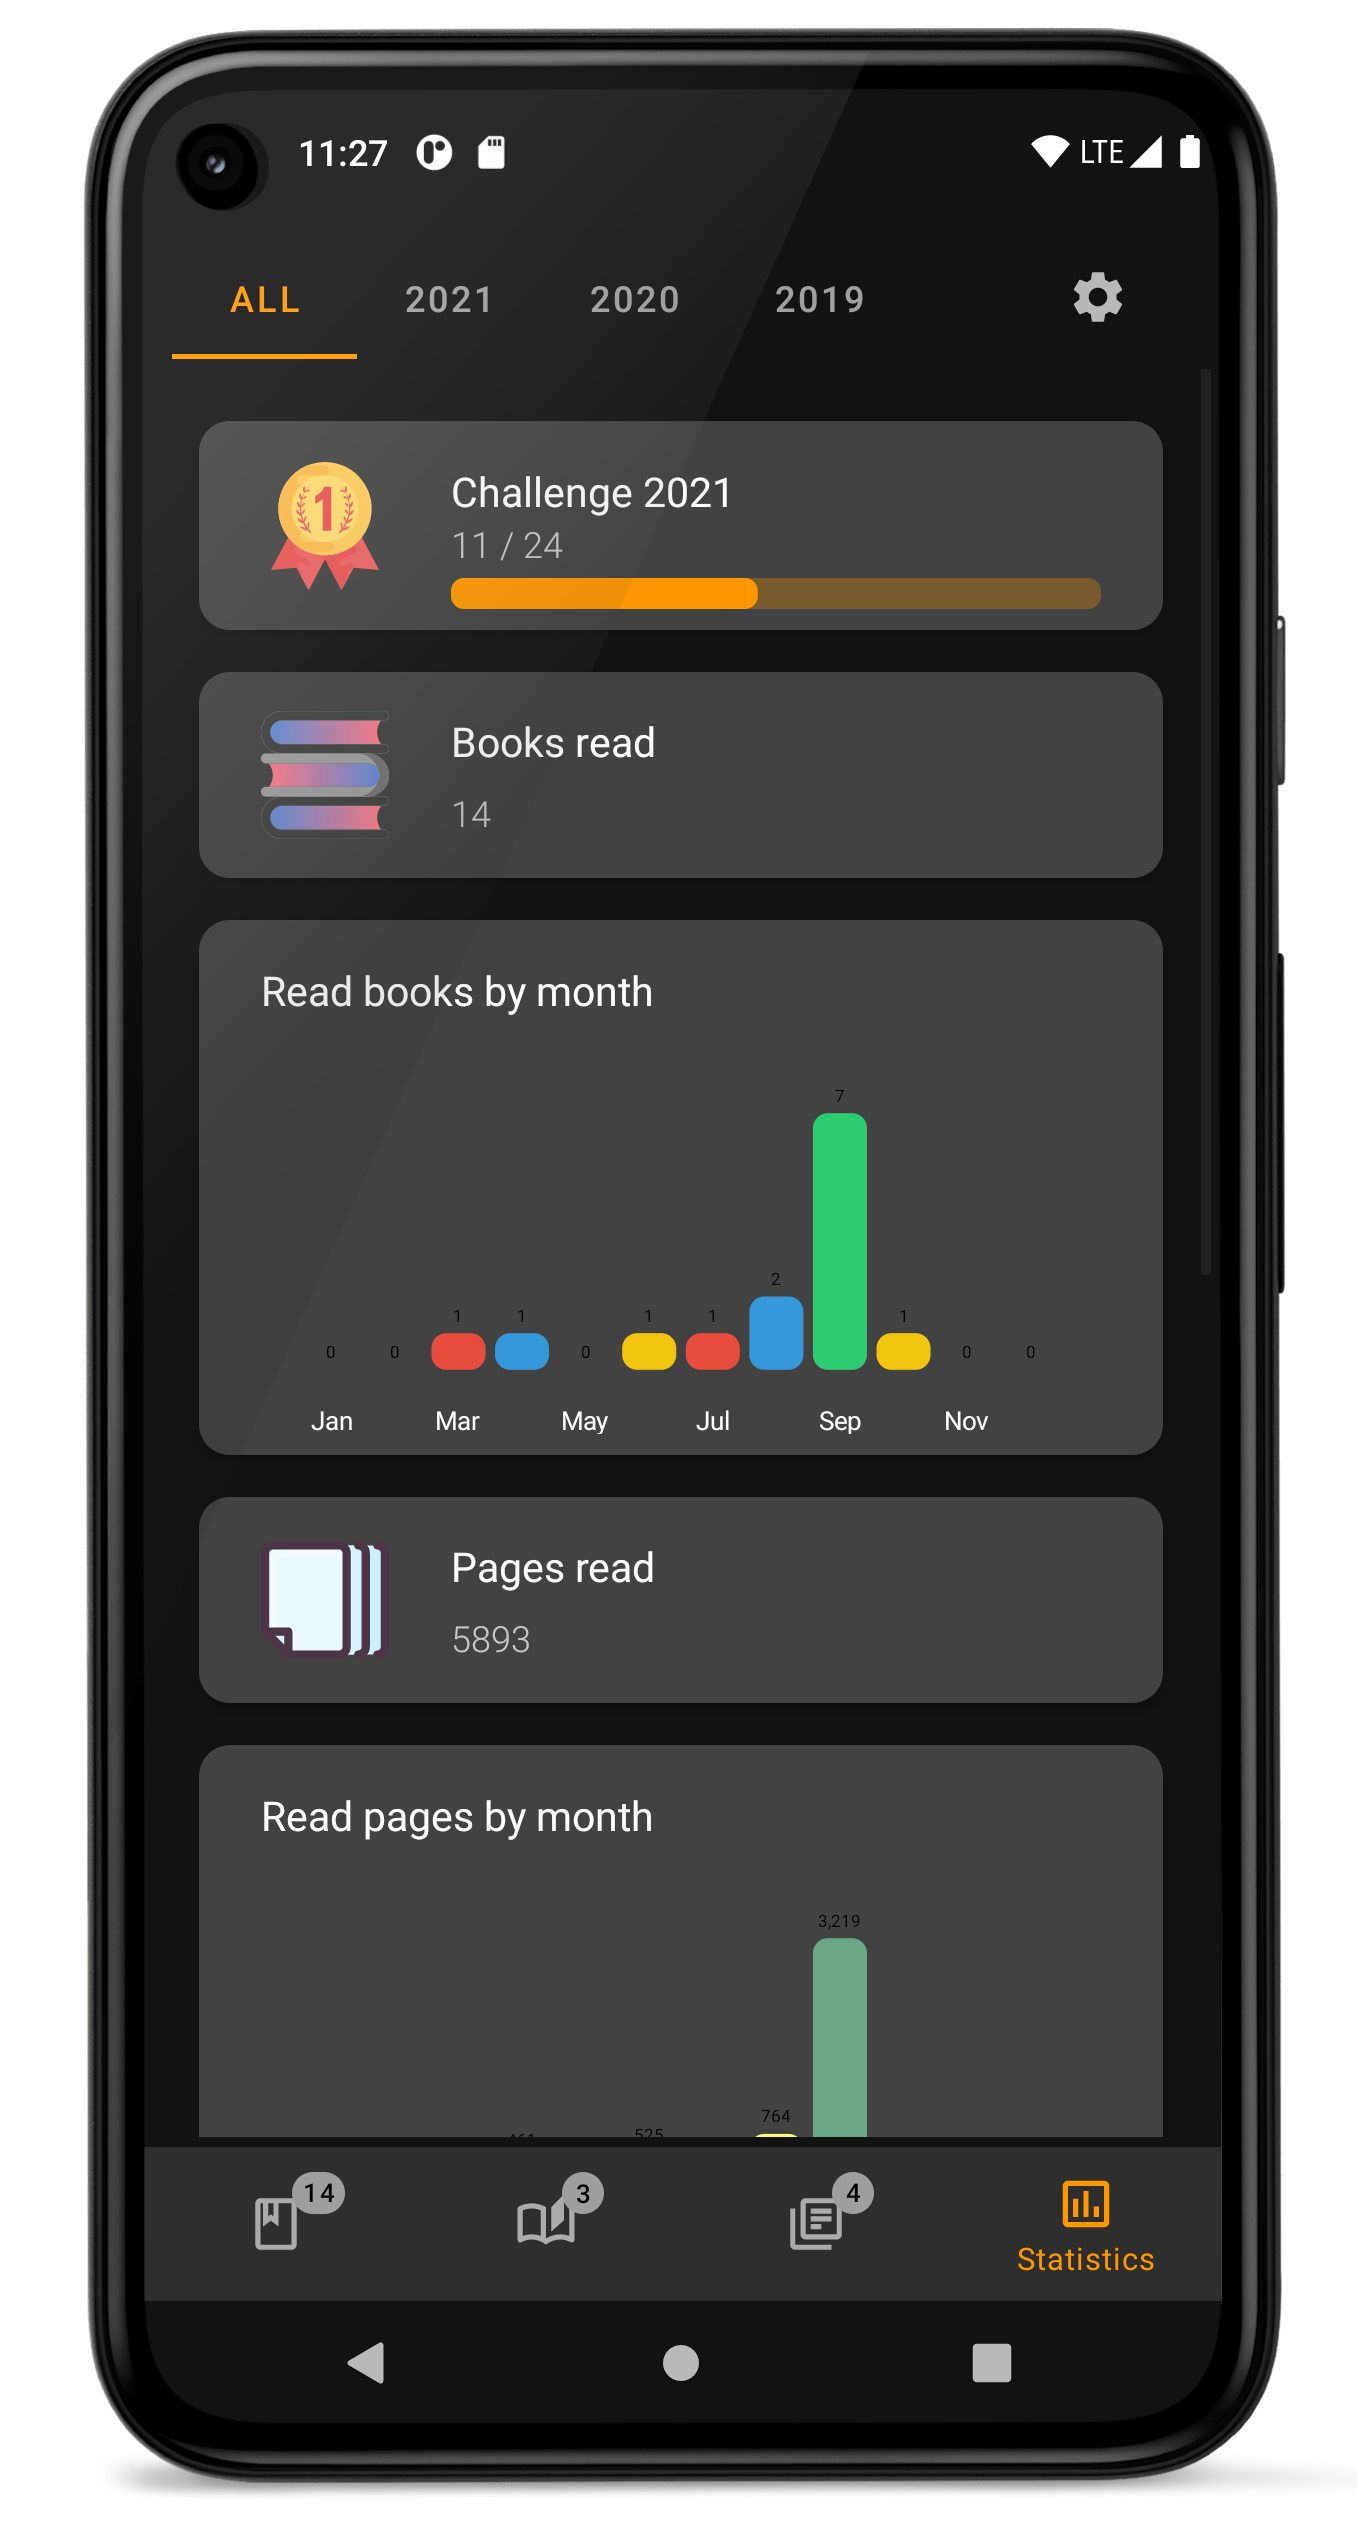 11:27 LTE
ALL 2021 2020 2019
1
Challenge 2021
11 / 24
Books read
14
Read books by month
7
2
1 1 1 1 1
0 0 0 0 0
Jan Mar May Jul Sep Nov
Pages read
5893
Read pages by month
3,219
764
461 525
14 3 4
Statistics